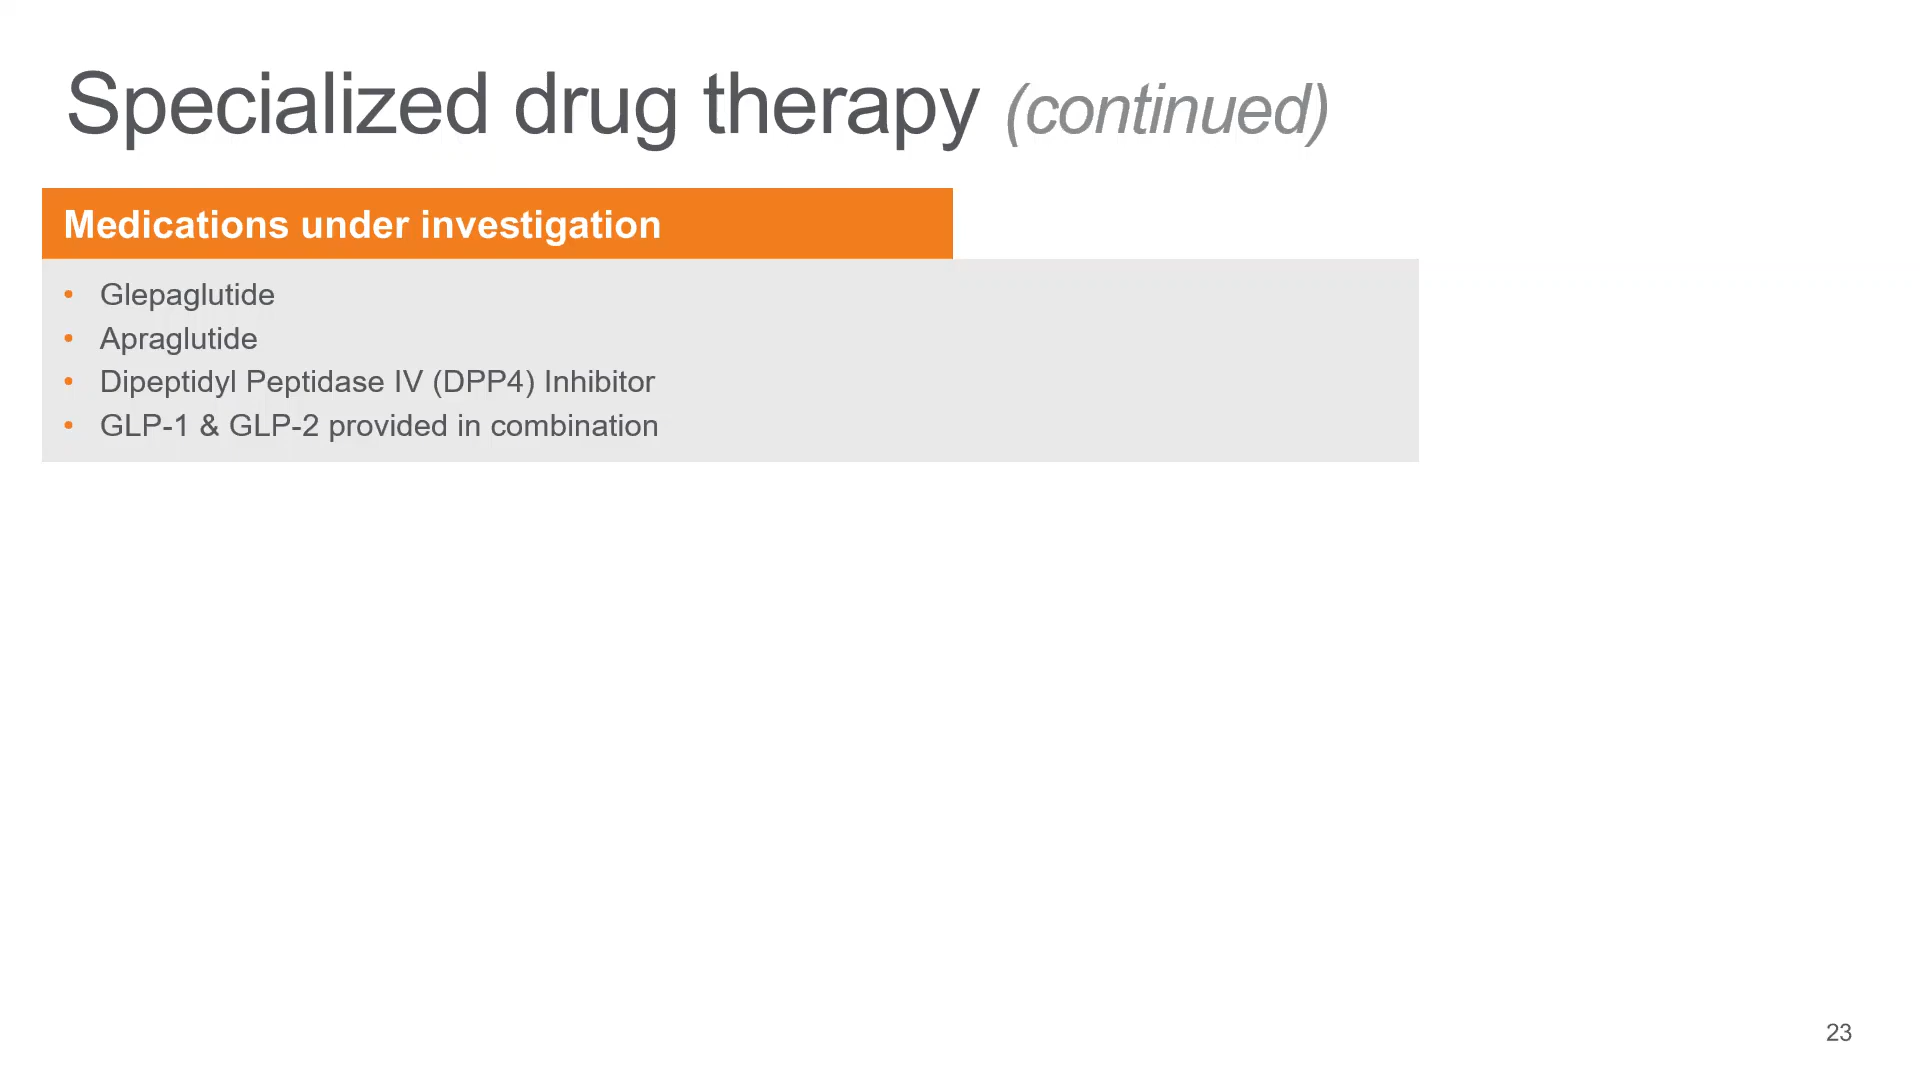 Specialized drug therapy (continued)
Medications under investigation
• Glepaglutide
• Apraglutide
• Dipeptidyl Peptidase IV (DPP4) Inhibitor
• GLP-1 & GLP-2 provided in combination
23